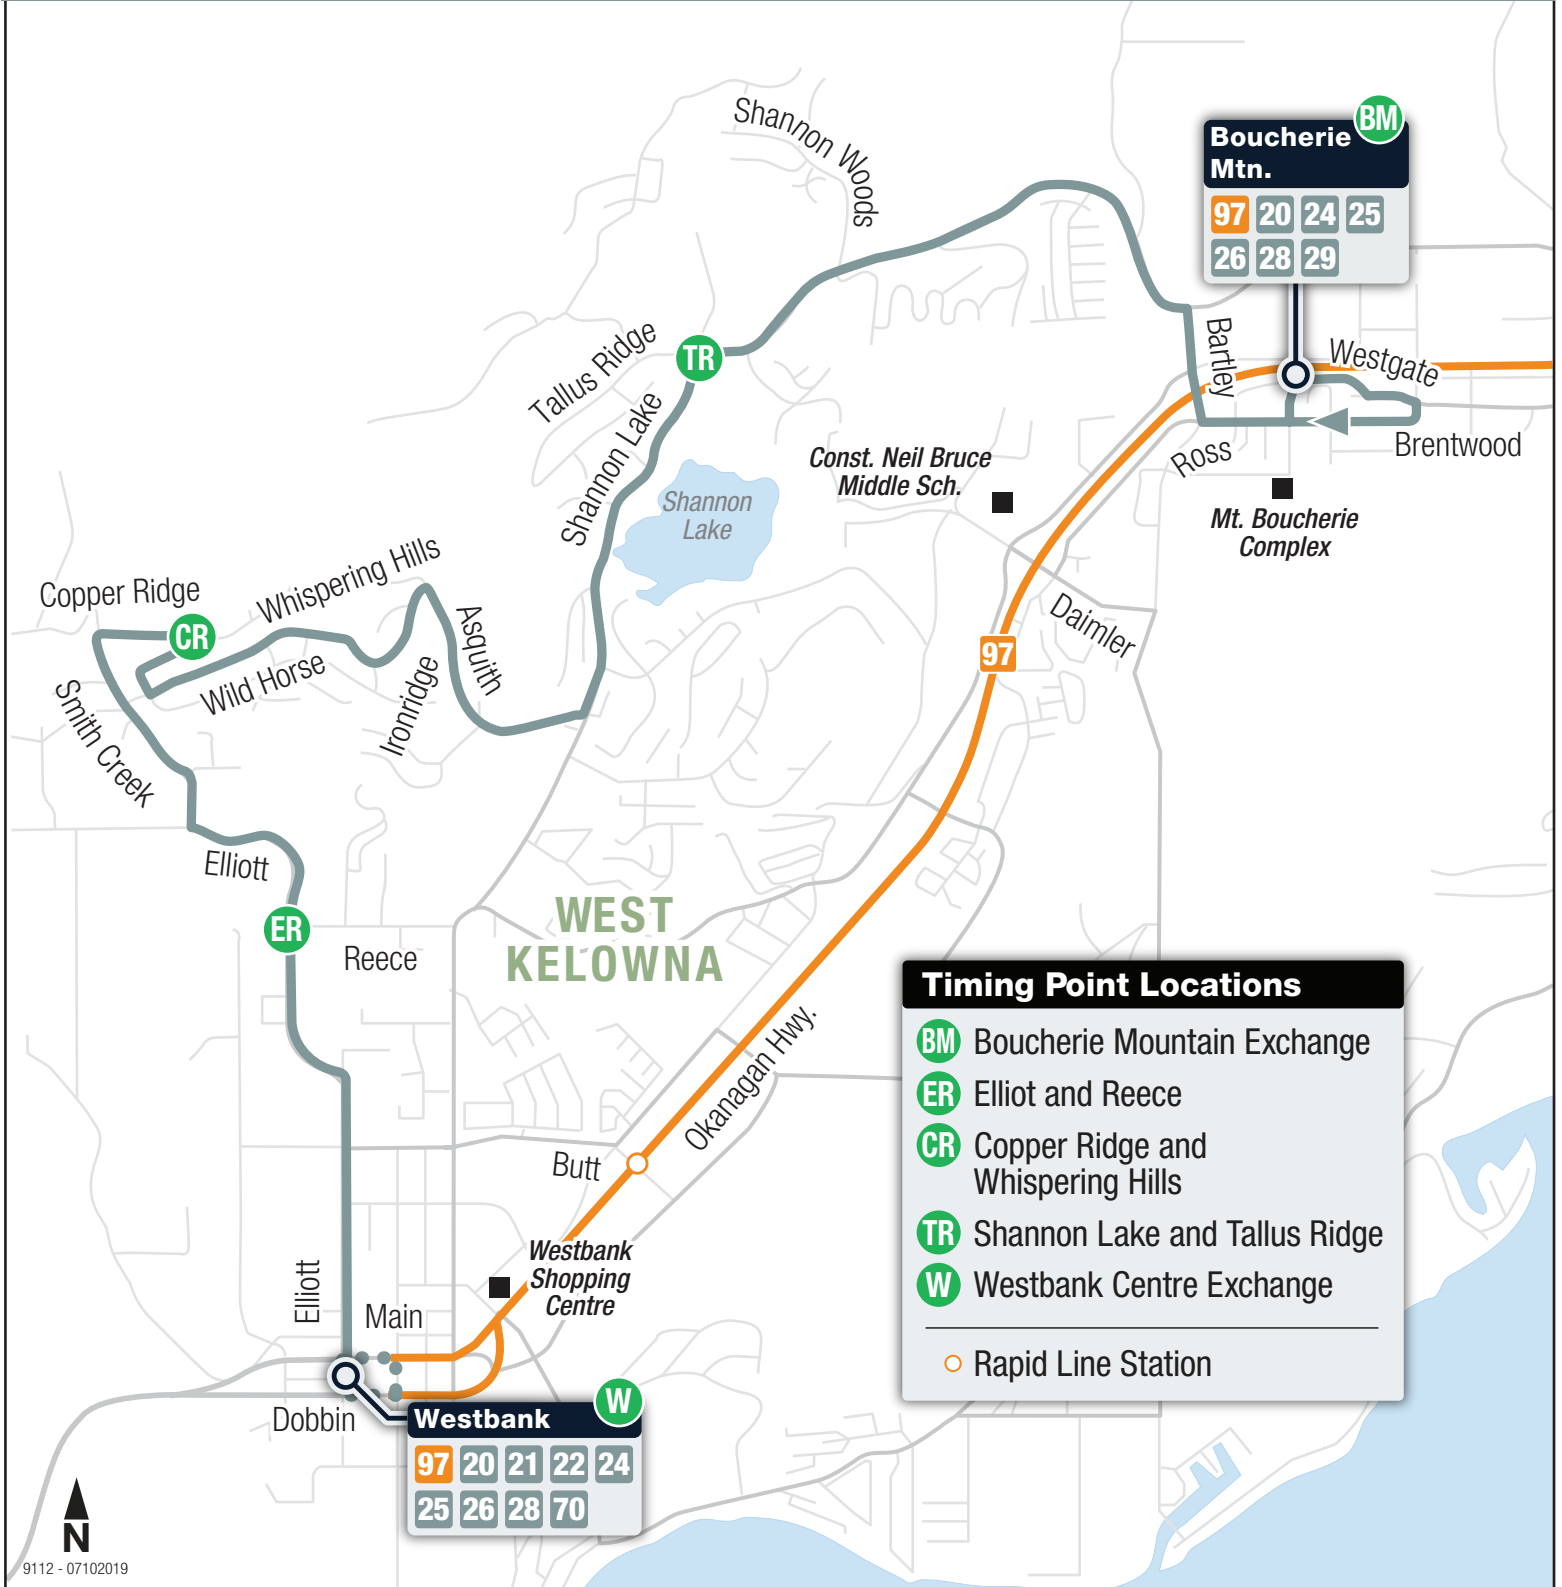 Shannon Woods
BM
Boucherie
Mtn.
97 20 24 25
26 28 29
Tallus Ridge
TR
Shannon Lake
Bartley
Westgate
Brentwood
Ross
Const. Neil Bruce
Middle Sch.
Shannon
Lake
Mt. Boucherie
Complex
Copper Ridge
CR
Whispering Hills
Wild Horse
Asquith
Ironridge
Smith Creek
Daimler
97
Elliott
ER
Reece
WEST
KELOWNA
Okanagan Hwy.
Butt
Timing Point Locations
BM Boucherie Mountain Exchange
ER Elliot and Reece
CR Copper Ridge and
Whispering Hills
TR Shannon Lake and Tallus Ridge
W Westbank Centre Exchange
Rapid Line Station
Westbank
Shopping
Centre
Elliott
Main
Dobbin
W
Westbank
97 20 21 22 24
25 26 28 70
N
9112 - 07102019